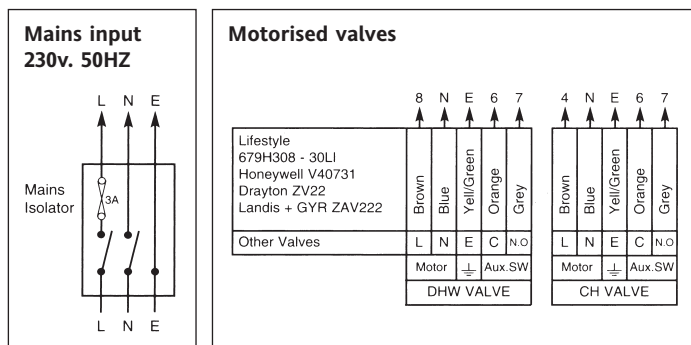 Mains input
230v. 50HZ
L N E
Mains
Isolator
3A
L N E
Motorised valves
8 N E 6 7
4 N E 6 7
Lifestyle
679H308 - 30LI
Honeywell V40731
Drayton ZV22
Landis + GYR ZAV222
Brown Blue Yell/Green Orange Grey
Brown Blue Yell/Green Orange Grey
Other Valves
L N E C N.O
L N E C N.O
Motor Aux.SW
Motor Aux.SW
DHW VALVE
CH VALVE